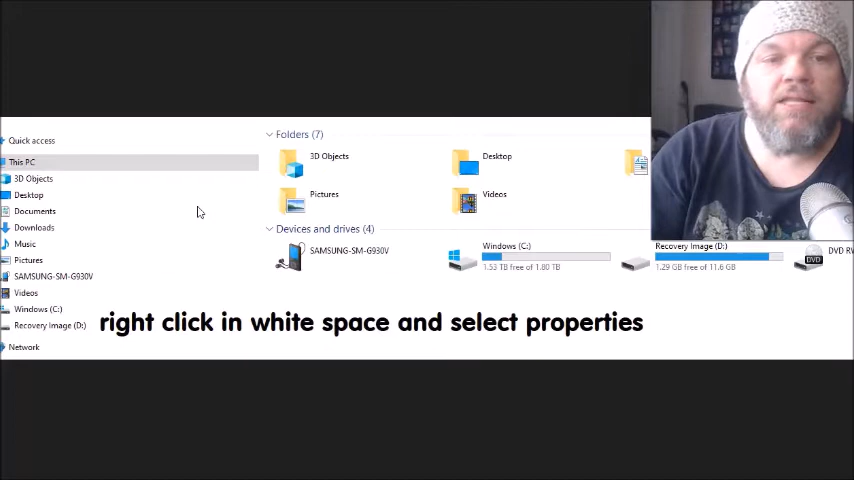 Quick access
This PC
3D Objects
Desktop
Documents
Downloads
Music
Pictures
SAMSUNG-SM-G930V
Videos
Windows (C:)
Recovery Image (D:)
Network
Folders (7)
3D Objects
Desktop
Pictures
Videos
Devices and drives (4)
SAMSUNG-SM-G930V
Windows (C:)
1.53 TB free of 1.80 TB
Recovery Image (D:)
1.29 GB free of 11.6 GB
DVD
DVD RW
right click in white space and select properties